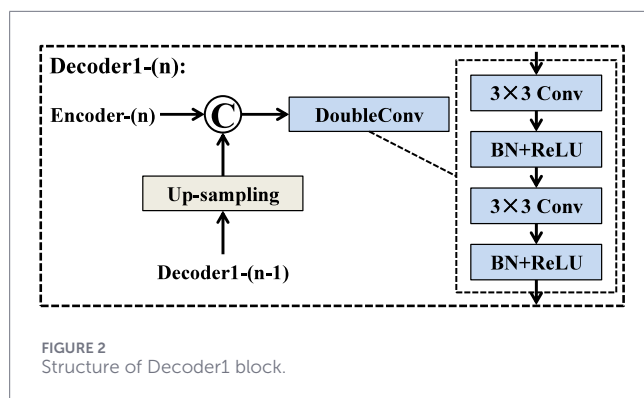 Decoder1-(n):
Encoder-(n)
C
DoubleConv
Up-sampling
Decoder1-(n-1)
3×3 Conv
BN+ReLU
3×3 Conv
BN+ReLU
FIGURE 2
Structure of Decoder1 block.